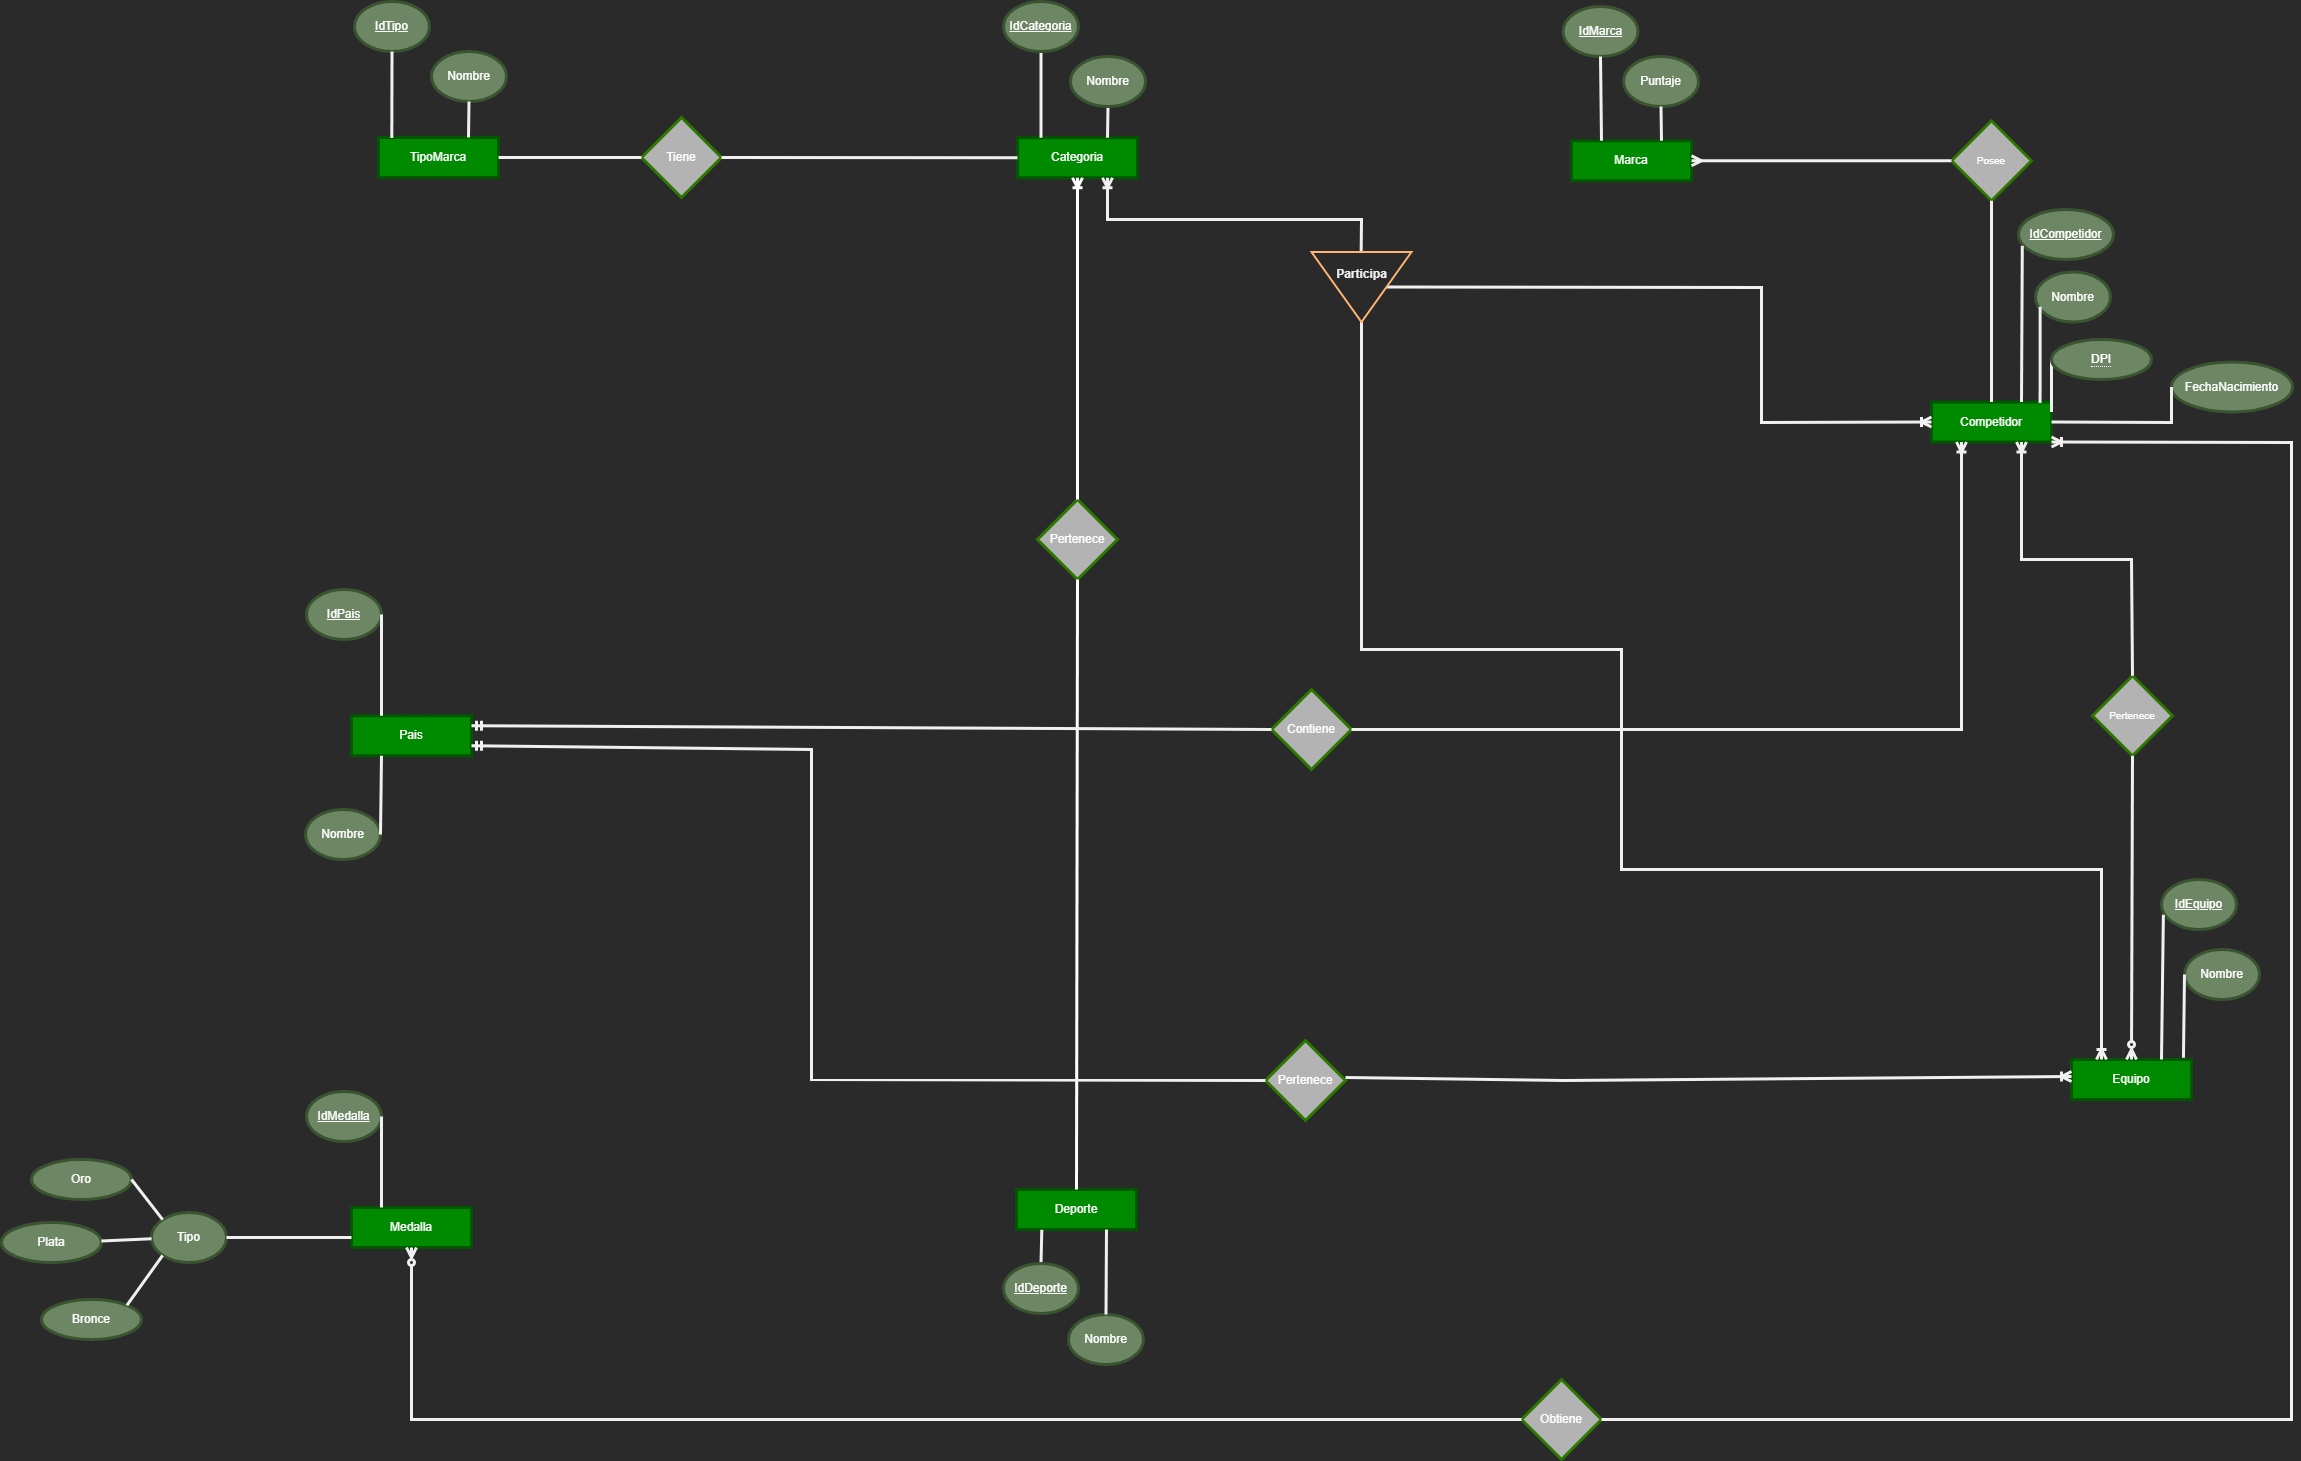 IdTipo
IdCategoria
IdMarca
Nombre
Nombre
Puntaje
TipoMarca
Tiene
Categoria
Marca
Posee
IdCompetidor
Participa
Nombre
DPI
FechaNacimiento
Competidor
Pertenece
IdPais
Pais
Contiene
Pertenece
Nombre
IdEquipo
Nombre
Pertenece
Equipo
IdMedalla
Oro
Plata
Tipo
Medalla
Deporte
Bronce
IdDeporte
Nombre
Obtiene